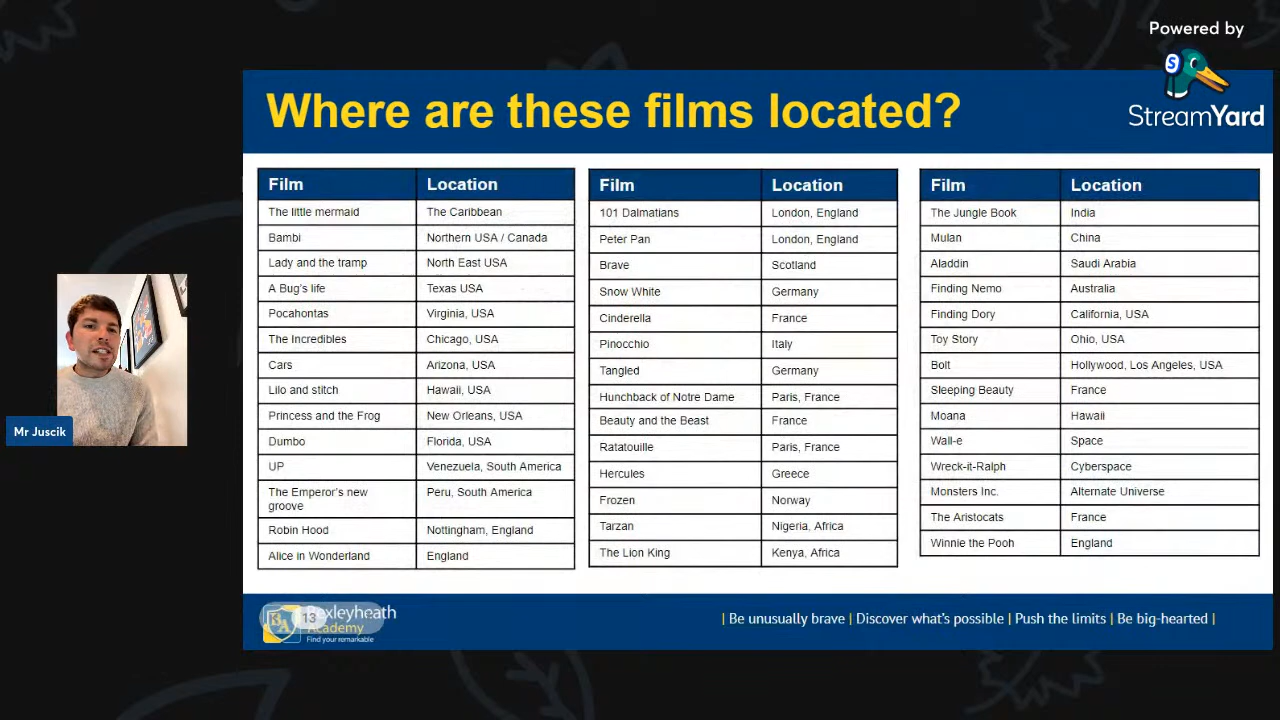 Powered by
S
StreamYard
Where are these films located?
Film Location
The little mermaid The Caribbean
Bambi Northern USA / Canada
Lady and the tramp North East USA
A Bug's life Texas USA
Pocahontas Virginia, USA
The Incredibles Chicago, USA
Cars Arizona, USA
Lilo and stitch Hawaii, USA
Princess and the Frog New Orleans, USA
Dumbo Florida, USA
UP Venezuela, South America
The Emperor's new Peru, South America
groove
Robin Hood Nottingham, England
Alice in Wonderland England
Film Location
101 Dalmatians London, England
Peter Pan London, England
Brave Scotland
Snow White Germany
Cinderella France
Pinocchio Italy
Tangled Germany
Hunchback of Notre Dame Paris, France
Beauty and the Beast France
Ratatouille Paris, France
Hercules Greece
Frozen Norway
Tarzan Nigeria, Africa
The Lion King Kenya, Africa
Film Location
The Jungle Book India
Mulan China
Aladdin Saudi Arabia
Finding Nemo Australia
Finding Dory California, USA
Toy Story Ohio, USA
Bolt Hollywood, Los Angeles, USA
Sleeping Beauty France
Moana Hawaii
Wall-e Space
Wreck-it-Ralph Cyberspace
Monsters Inc. Alternate Universe
The Aristocats France
Winnie the Pooh England
Mr Juscik
BA
13
Bexleyheath
Academy
Find your remarkable
| Be unusually brave | Discover what's possible | Push the limits | Be big-hearted |